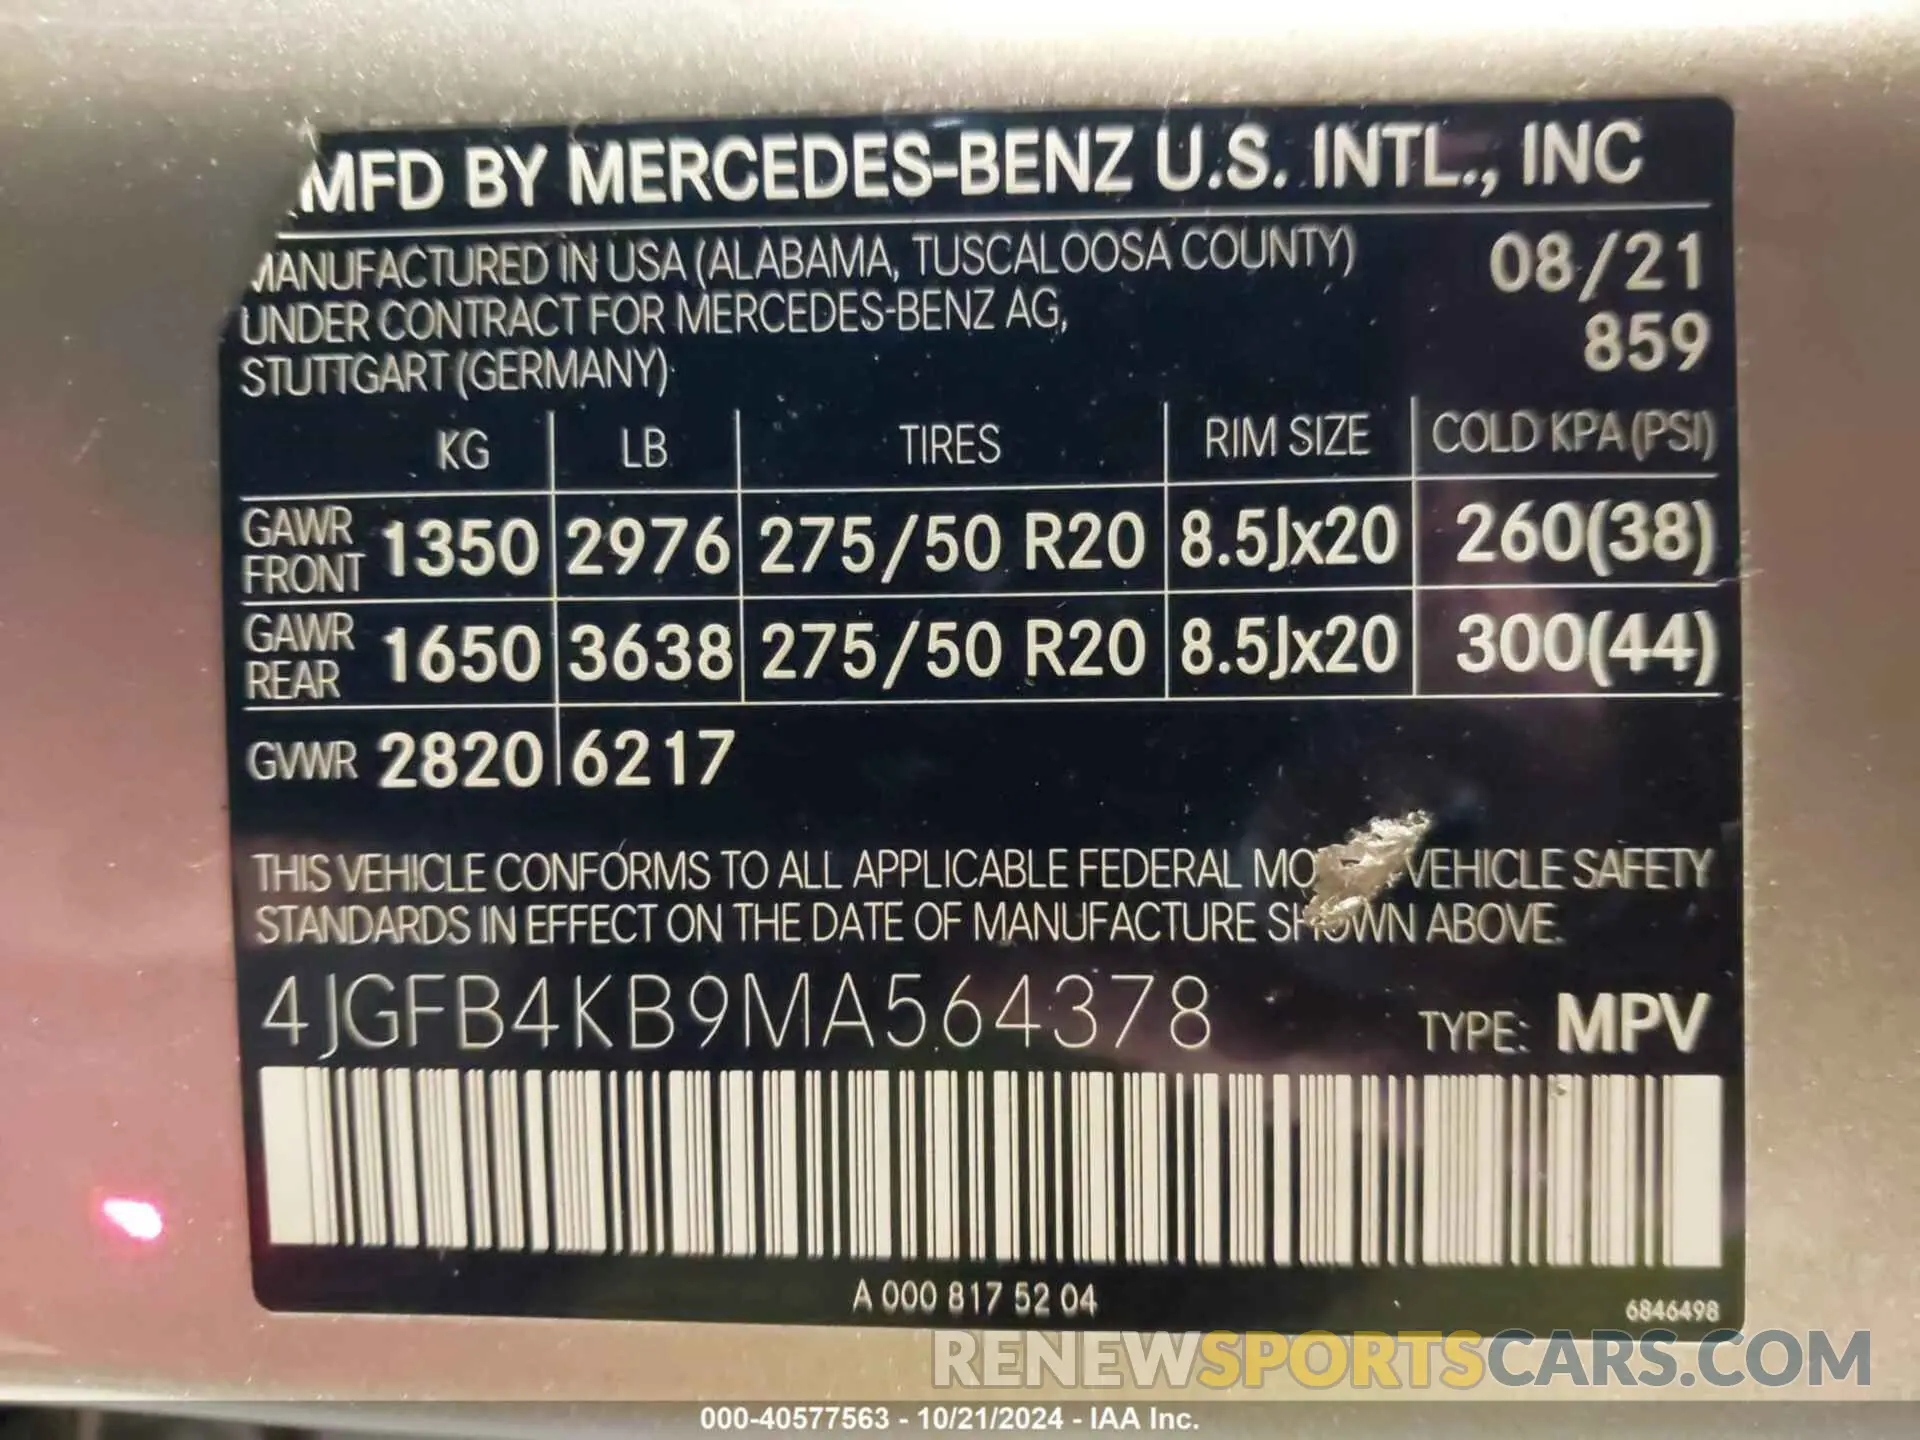 MFD BY MERCEDES-BENZ U.S. INTL., INC
MANUFACTURED IN USA (ALABAMA, TUSCALOOSA COUNTY) 08/21
UNDER CONTRACT FOR MERCEDES-BENZ AG, 859
STUTTGART (GERMANY)
KG LB TIRES RIM SIZE COLD KPA (PSI)
GAWR FRONT 1350 2976 275/50 R20 8.5Jx20 260(38)
GAWR REAR 1650 3638 275/50 R20 8.5Jx20 300(44)
GVWR 2820 6217
THIS VEHICLE CONFORMS TO ALL APPLICABLE FEDERAL MO VEHICLE SAFETY
STANDARDS IN EFFECT ON THE DATE OF MANUFACTURE SHOWN ABOVE.
4JGFB4KB9MA564378 TYPE: MPV
A 000 817 52 04
6846498
RENEWSPORTSCARS.COM
000-40577563 - 10/21/2024 - IAA Inc.